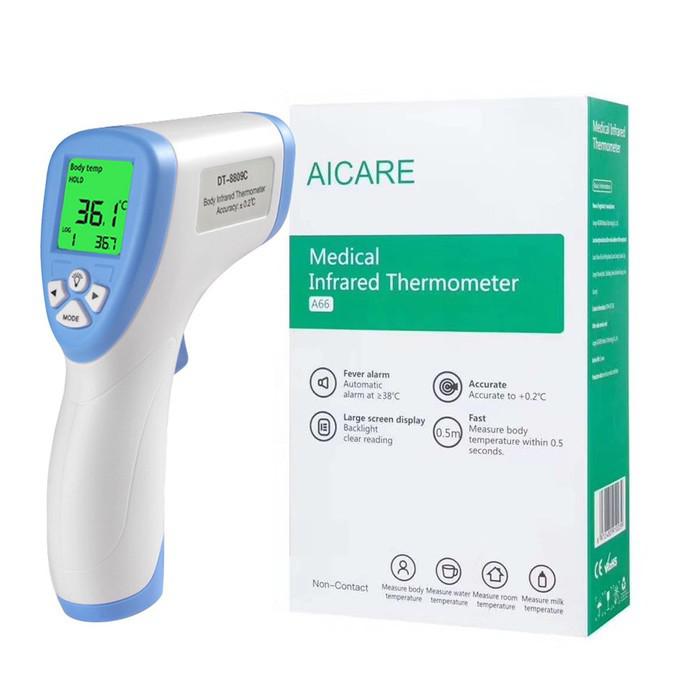 Body temp
HOLD
36.1°C
LOG
1 36.7
MODE
DT-8809C
Body Infrared Thermometer
Accuracy: ± 0.2℃
AICARE
Medical
Infrared Thermometer
A66
Fever alarm
Automatic
alarm at ≥38℃
Accurate
Accurate to +0.2℃
Large screen display
Backlight
clear reading
0.5m
Fast
Measure body
temperature within 0.5
seconds.
Non-Contact
Measure body
temperature
Measure water
temperature
Measure room
temperature
Measure milk
temperature
Medical Infrared
Thermometer
CE